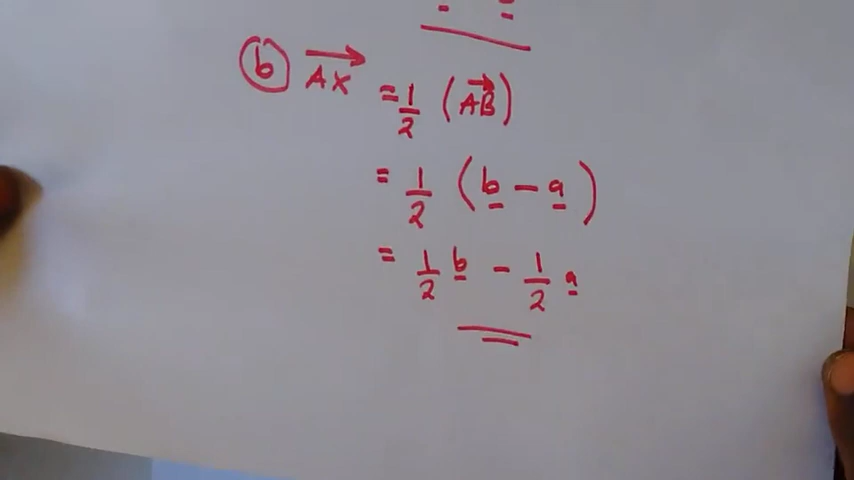 (b) →AX = 1/2 (→AB)
= 1/2 (b̲ - a̲)
= 1/2 b̲ - 1/2 a̲